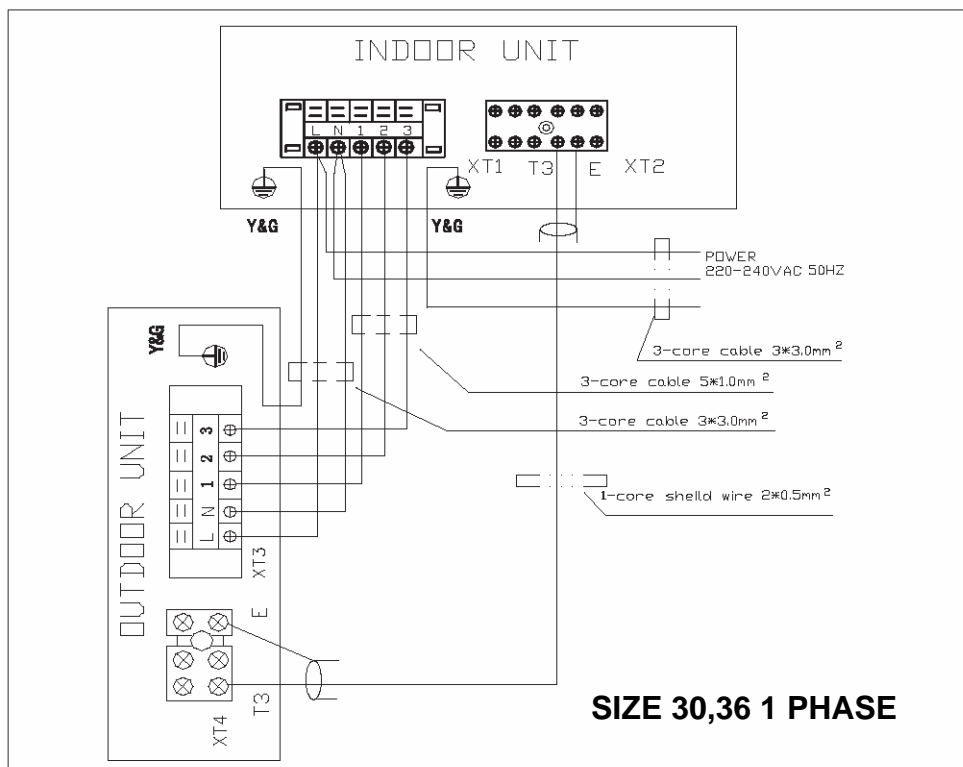 INDOOR UNIT
L N 1 2 3
XT1 T3 E XT2
Y&G Y&G
POWER
220-240VAC 50HZ
3-core cable 3*3.0mm²
3-core cable 5*1.0mm²
3-core cable 3*3.0mm²
1-core sheild wire 2*0.5mm²
Y&G
OUTDOOR UNIT
3
2
1
N
L
XT3
E
T3
XT4
SIZE 30,36 1 PHASE